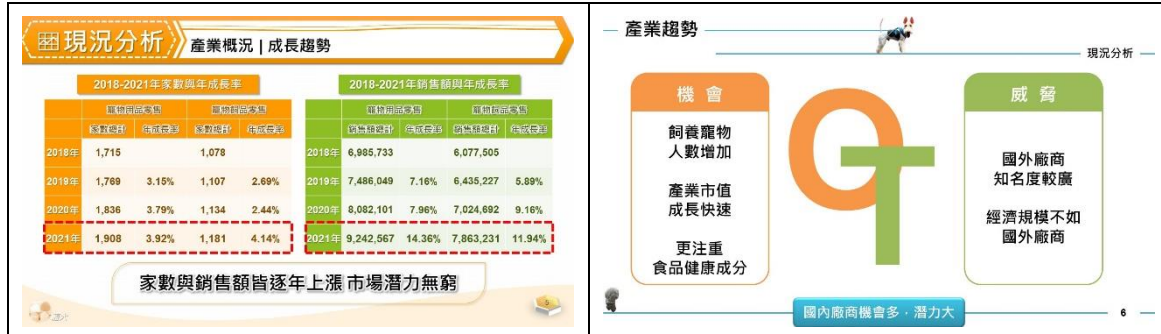 現況分析
產業概況 | 成長趨勢
2018-2021年家數與年成長率
寵物用品零售 寵物飼品零售
家數總計 年成長率 家數總計 年成長率
2018年 1,715 1,078
2019年 1,769 3.15% 1,107 2.69%
2020年 1,836 3.79% 1,134 2.44%
2021年 1,908 3.92% 1,181 4.14%
2018-2021年銷售額與年成長率
寵物用品零售 寵物飼品零售
銷售額總計 年成長率 銷售額總計 年成長率
2018年 6,985,733 6,077,505
2019年 7,486,049 7.16% 6,435,227 5.89%
2020年 8,082,101 7.96% 7,024,692 9.16%
2021年 9,242,567 14.36% 7,863,231 11.94%
家數與銷售額皆逐年上漲 市場潛力無窮
5
產業趨勢
現況分析
機會
飼養寵物
人數增加
產業市值
成長快速
更注重
食品健康成分
O
T
威脅
國外廠商
知名度較廣
經濟規模不如
國外廠商
國內廠商機會多，潛力大
6